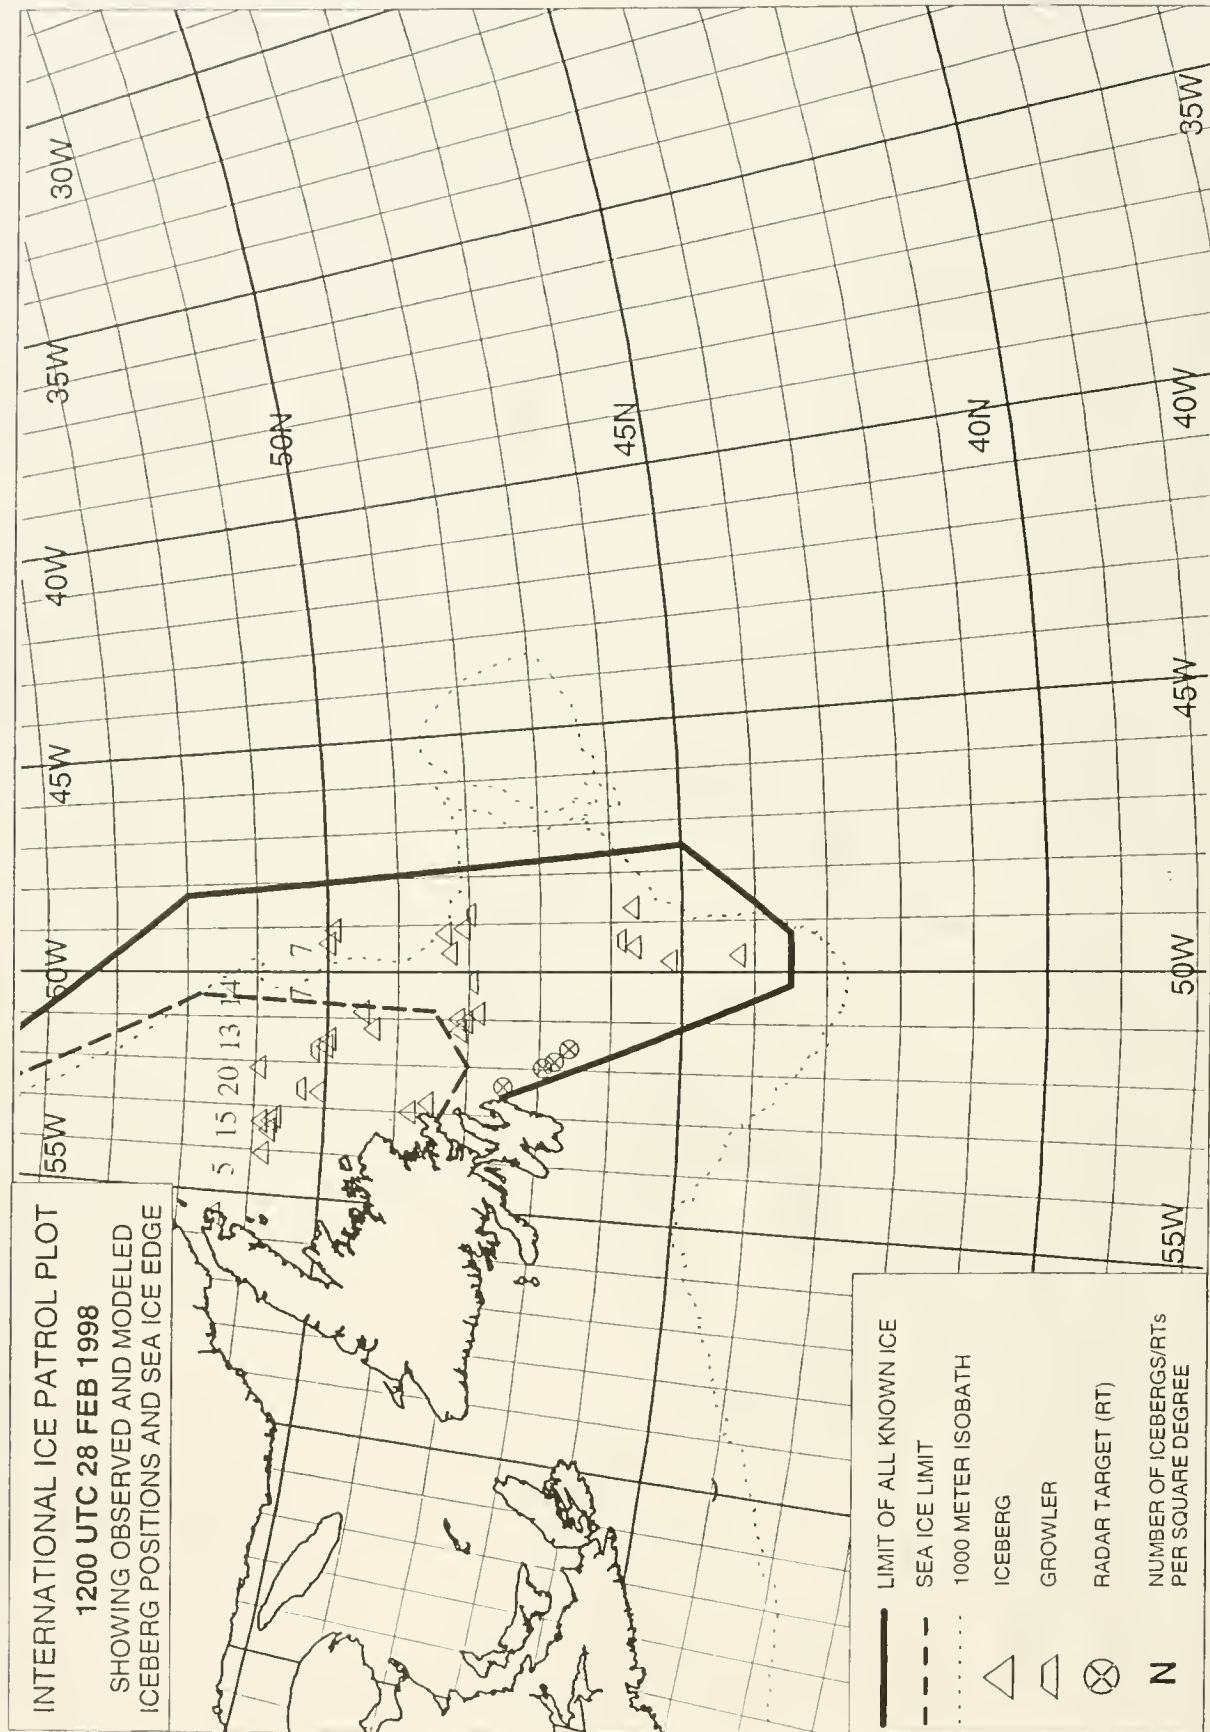 INTERNATIONAL ICE PATROL PLOT
1200 UTC 28 FEB 1998
SHOWING OBSERVED AND MODELED
ICEBERG POSITIONS AND SEA ICE EDGE
55W
50W
45W
40W
35W
30W
5 15 20 13 14
7 7
50N
45N
40N
55W
50W
45W
40W
35W
LIMIT OF ALL KNOWN ICE
SEA ICE LIMIT
1000 METER ISOBATH
ICEBERG
GROWLER
RADAR TARGET (RT)
N NUMBER OF ICEBERGS/RTs
PER SQUARE DEGREE